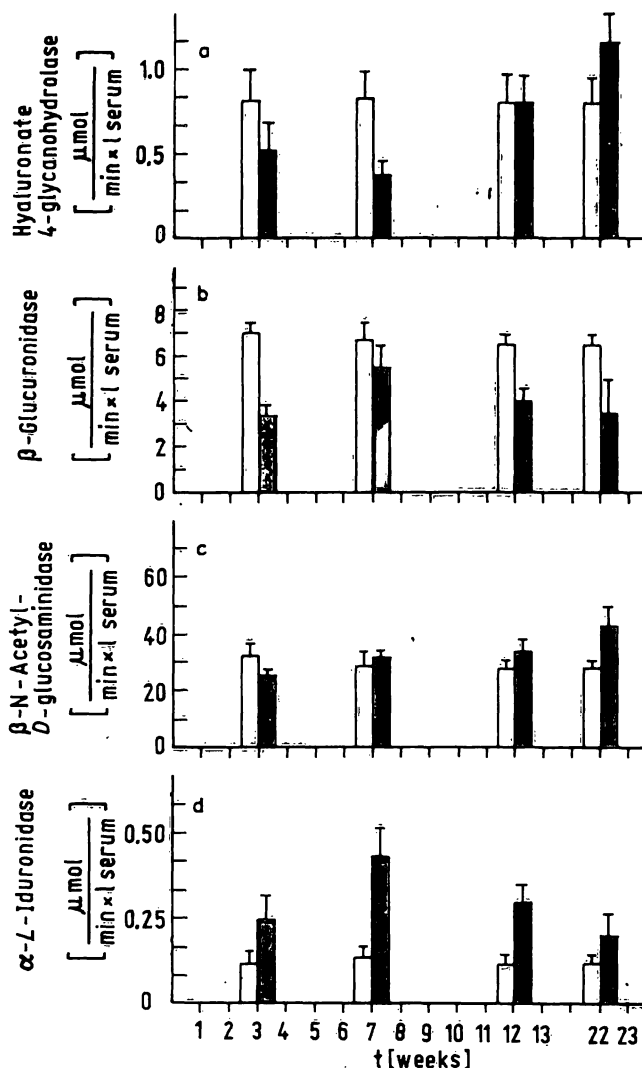 Hyaluronate
4-glycanohydrolase
[ μmol / min × l serum ]
a
1.0
0.5
0
β-Glucuronidase
[ μmol / min × l serum ]
b
8
6
4
2
0
β-N-Acetyl-
D-glucosaminidase
[ μmol / min × l serum ]
c
60
40
20
0
α-L-Iduronidase
[ μmol / min × l serum ]
d
0.50
0.25
0
1 2 3 4 5 6 7 8 9 10 11 12 13 22 23
t [weeks]